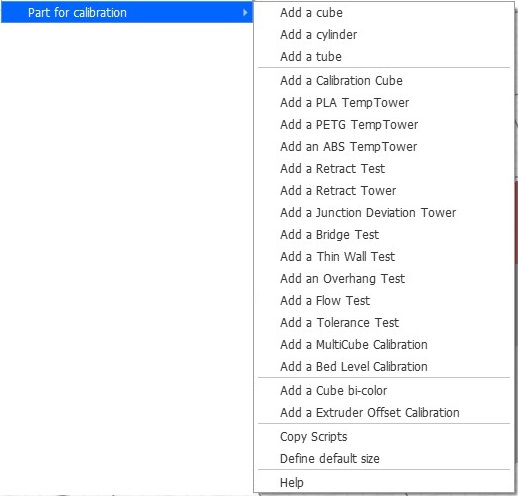 Part for calibration
Add a cube
Add a cylinder
Add a tube
Add a Calibration Cube
Add a PLA TempTower
Add a PETG TempTower
Add an ABS TempTower
Add a Retract Test
Add a Retract Tower
Add a Junction Deviation Tower
Add a Bridge Test
Add a Thin Wall Test
Add an Overhang Test
Add a Flow Test
Add a Tolerance Test
Add a MultiCube Calibration
Add a Bed Level Calibration
Add a Cube bi-color
Add a Extruder Offset Calibration
Copy Scripts
Define default size
Help